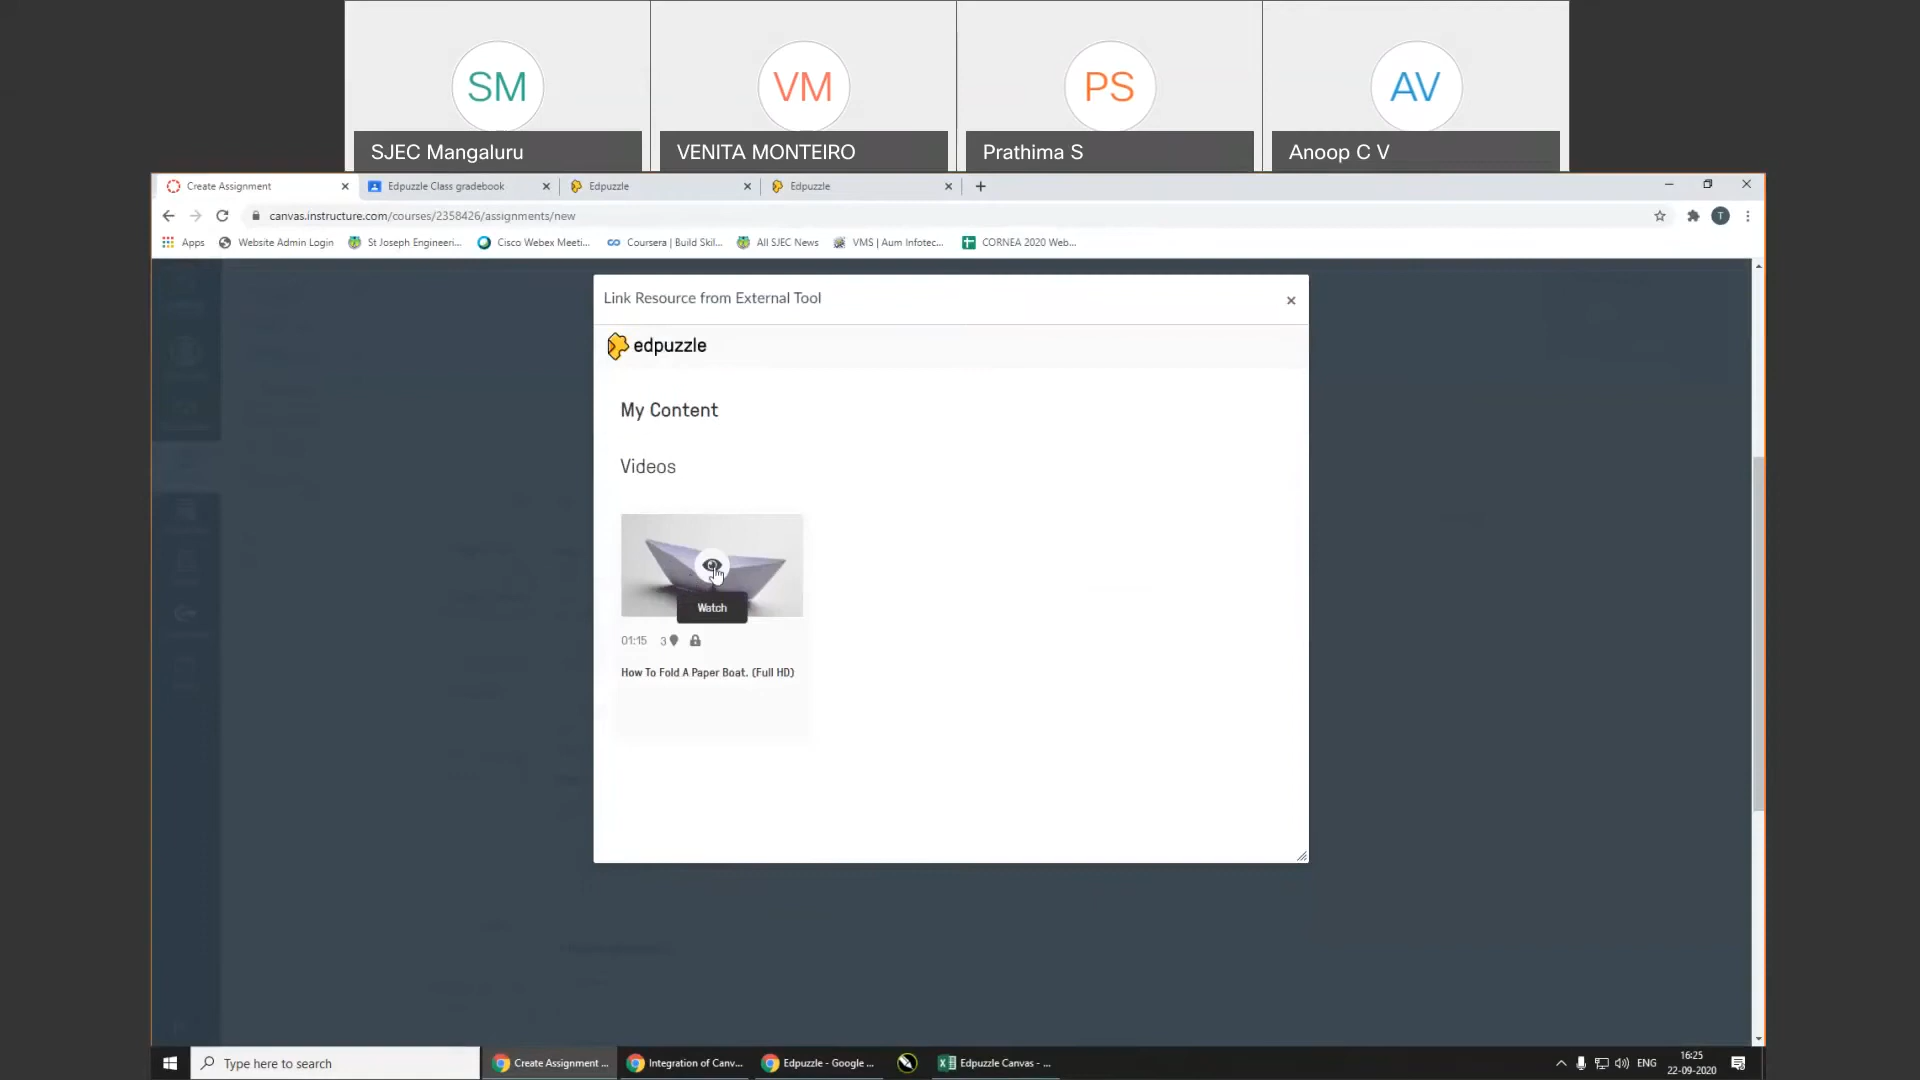 SM
VM
PS
AV
SJEC Mangaluru
VENITA MONTEIRO
Prathima S
Anoop C V
Create Assignment
Edpuzzle Class gradebook
Edpuzzle
Edpuzzle
canvas.instructure.com/courses/2358426/assignments/new
T
Apps
Website Admin Login
St Joseph Engineeri...
Cisco Webex Meeti...
Coursera | Build Skil...
All SJEC News
VMS | Aum Infotec...
CORNEA 2020 Web...
Link Resource from External Tool
edpuzzle
My Content
Videos
Watch
01:15 3
How To Fold A Paper Boat. (Full HD)
Type here to search
Create Assignment ...
Integration of Canv...
Edpuzzle - Google ...
Edpuzzle Canvas - ...
ENG
16:25
22-09-2020